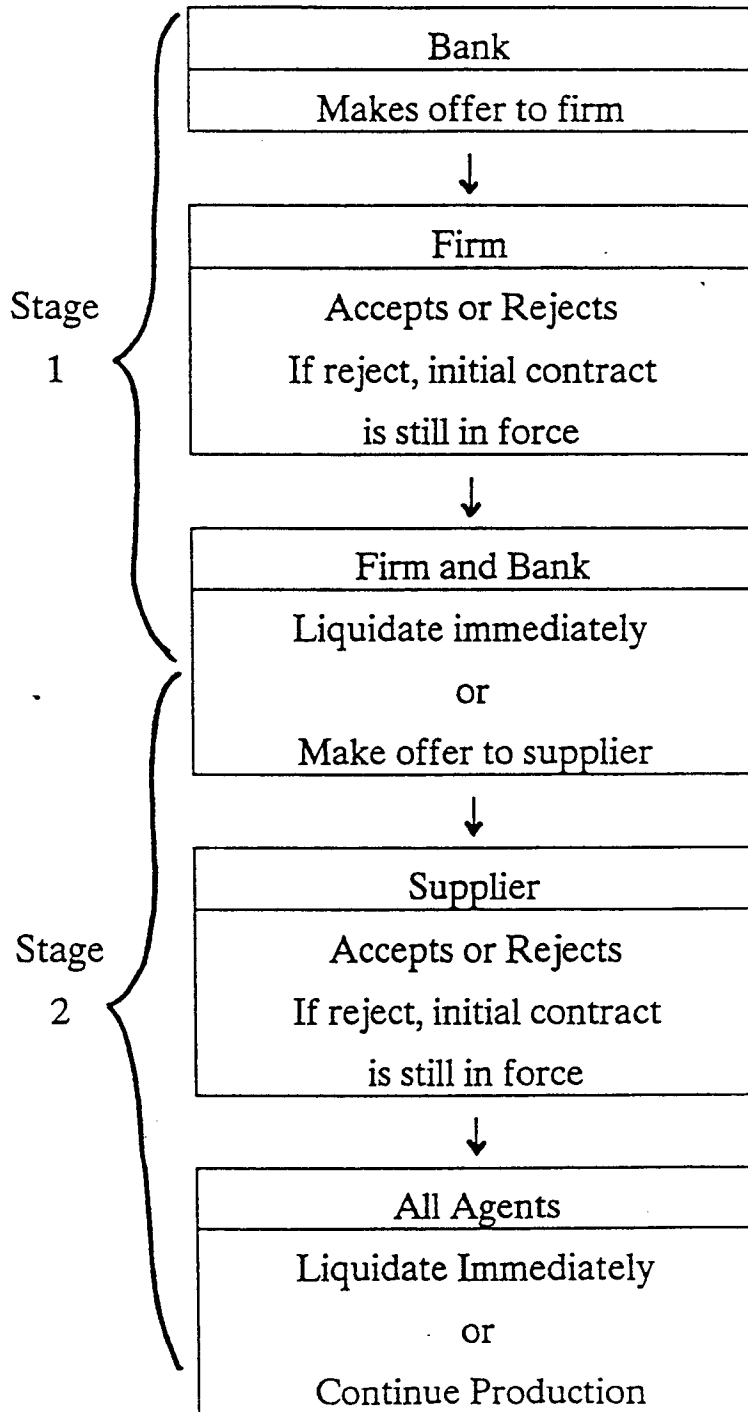 Bank
Makes offer to firm
Firm
Stage
1
Accepts or Rejects
If reject, initial contract
is still in force
Firm and Bank
Liquidate immediately
or
Make offer to supplier
Supplier
Stage
2
Accepts or Rejects
If reject, initial contract
is still in force
All Agents
Liquidate Immediately
or
Continue Production